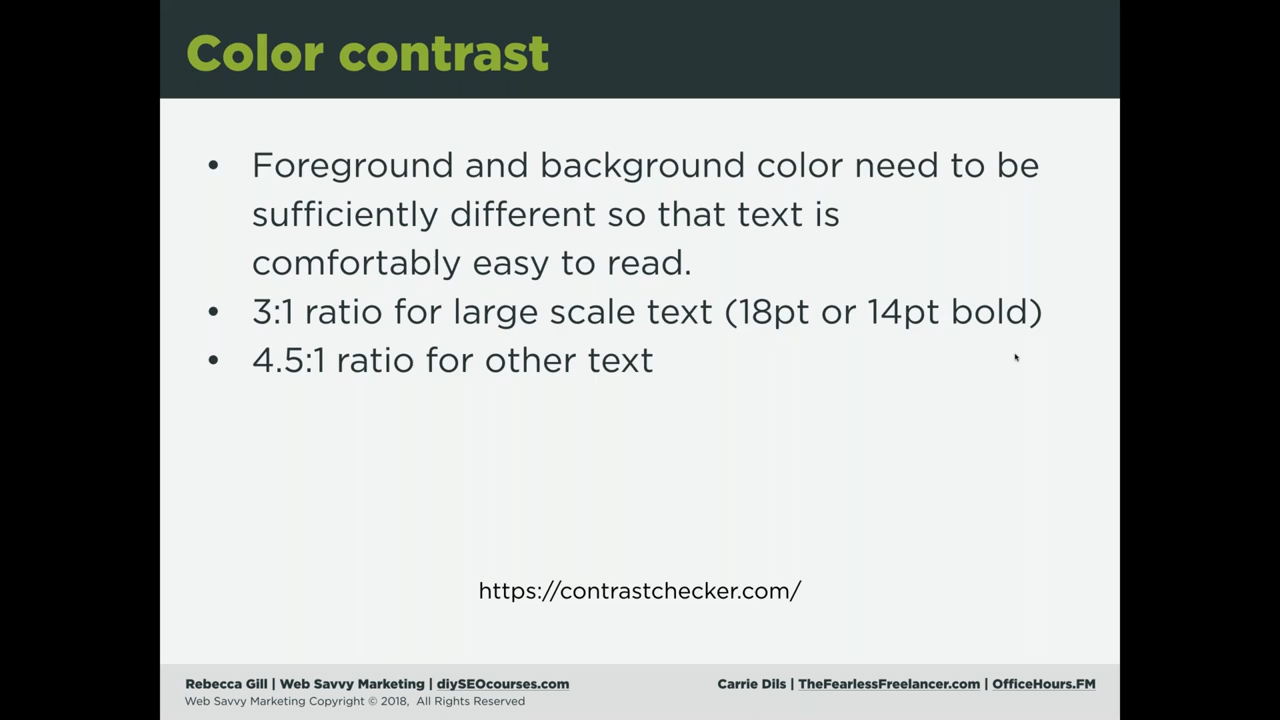 Color contrast
• Foreground and background color need to be
sufficiently different so that text is
comfortably easy to read.
• 3:1 ratio for large scale text (18pt or 14pt bold)
• 4.5:1 ratio for other text
https://contrastchecker.com/
Rebecca Gill | Web Savvy Marketing | diySEOcourses.com
Web Savvy Marketing Copyright © 2018, All Rights Reserved
Carrie Dils | TheFearlessFreelancer.com | OfficeHours.FM